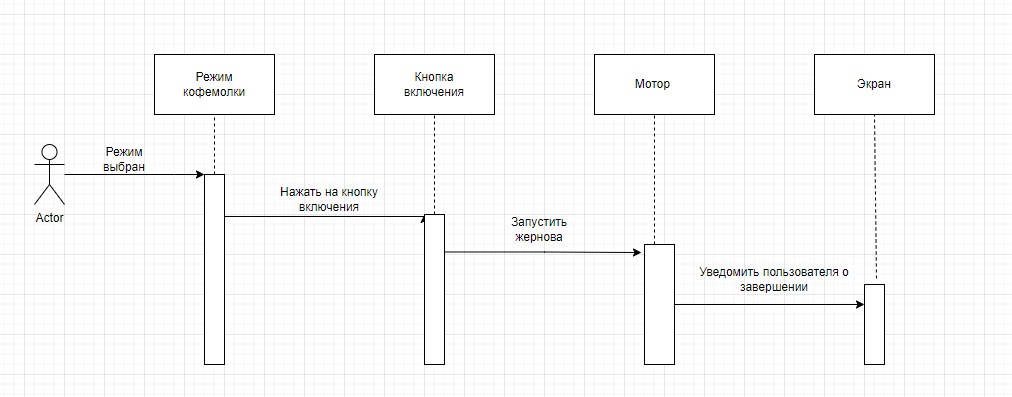 Режим
кофемолки
Кнопка
включения
Мотор
Экран
Режим
выбран
Actor
Нажать на кнопку
включения
Запустить
жернова
Уведомить пользователя о
завершении